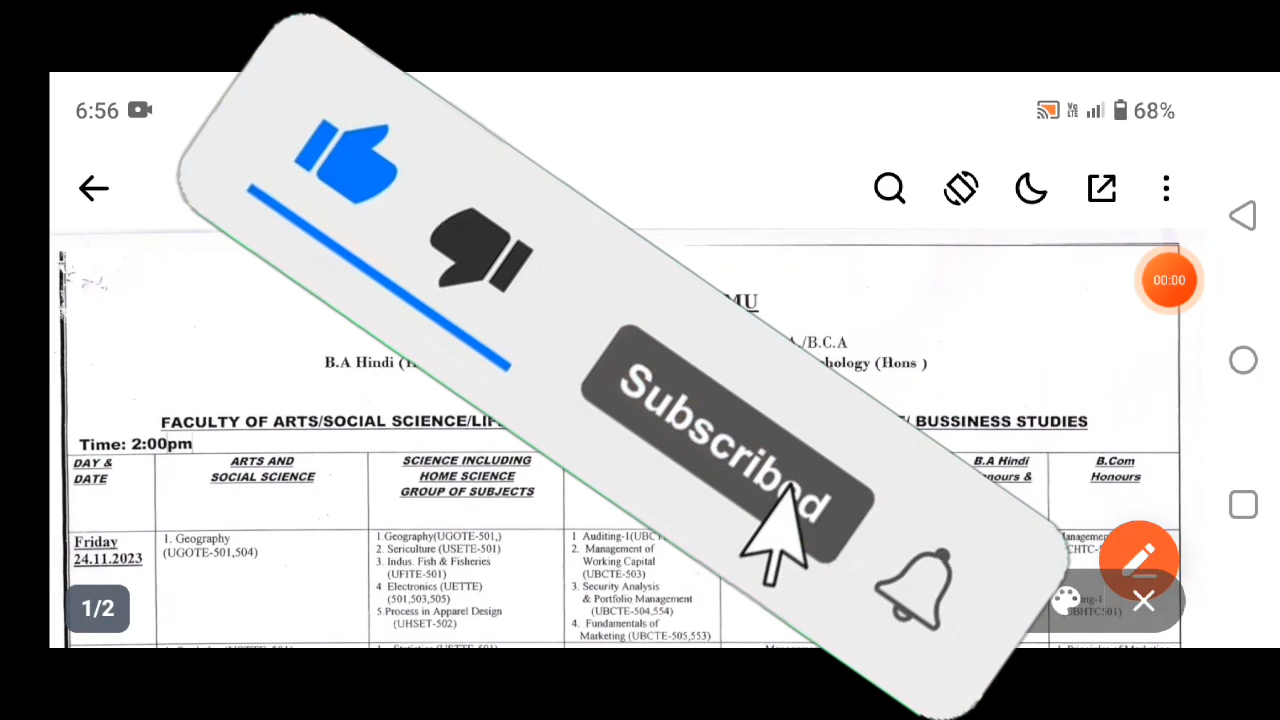 6:56
Vo LTE
68%
00:00
MU
/B.C.A
B.A Hindi
hology (Hons )
FACULTY OF ARTS/SOCIAL SCIENCE/
BUSSINESS STUDIES
Time: 2:00pm
DAY & DATE
ARTS AND SOCIAL SCIENCE
SCIENCE INCLUDING HOME SCIENCE GROUP OF SUBJECTS
B.A Hindi Honours &
B.Com Honours
Friday 24.11.2023
1. Geography
(UGOTE-501,504)
1.Geography(UGOTE-501,)
2. Sericulture (USETE-501)
3. Indus. Fish & Fisheries
(UFITE-501)
4 Electronics (UETTE)
(501,503,505)
5.Process in Apparel Design
(UHSET-502)
1 Auditing-1(UBCT
2. Management of
Working Capital
(UBCTE-503)
3. Security Analysis
& Portfolio Management
(UBCTE-504,554)
4. Fundamentals of
Marketing (UBCTE-505,553)
Subscribed
1/2